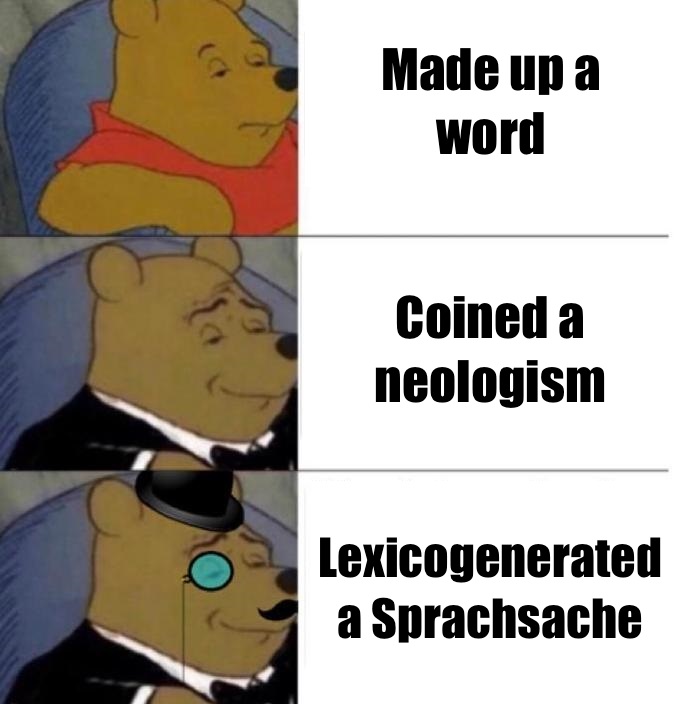 Made up a
word
Coined a
neologism
Lexicogenerated
a Sprachsache